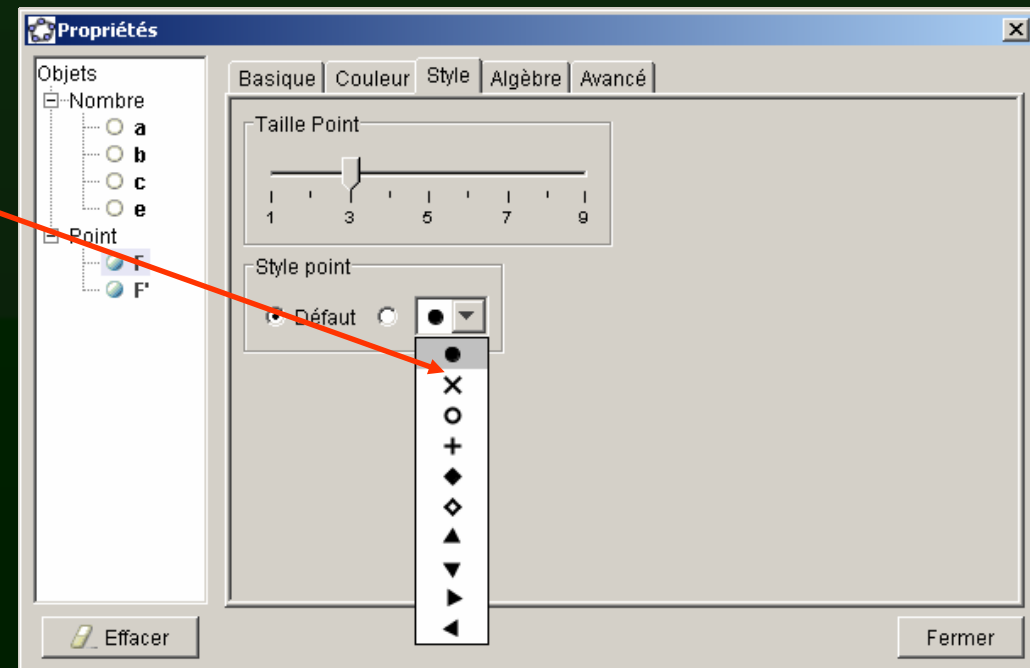 Propriétés
Objets
Nombre
a
b
c
e
Point
F
F'
Basique Couleur Style Algèbre Avancé
Taille Point
1 3 5 7 9
Style point
Défaut
Effacer
Fermer